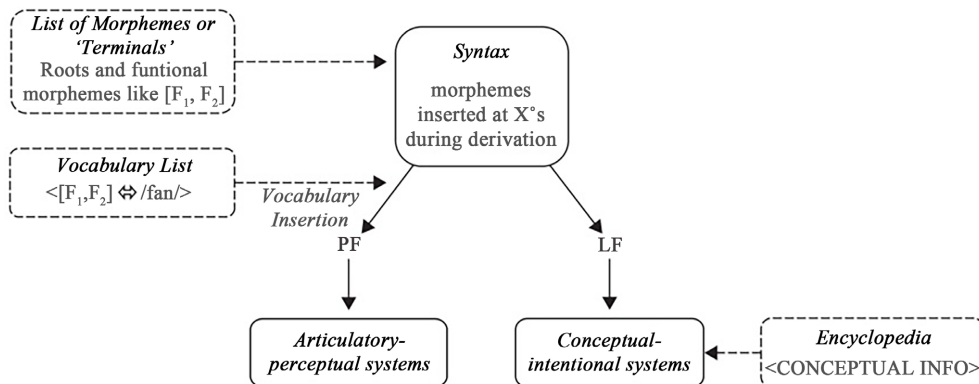 List of Morphemes or
‘Terminals’
Roots and funtional
morphemes like [F₁, F₂]
Syntax
morphemes
inserted at X°s
during derivation
Vocabulary List
<[F₁,F₂] ⇔ /fan/>
Vocabulary
Insertion
PF
LF
Articulatory-
perceptual systems
Conceptual-
intentional systems
Encyclopedia
<CONCEPTUAL INFO>